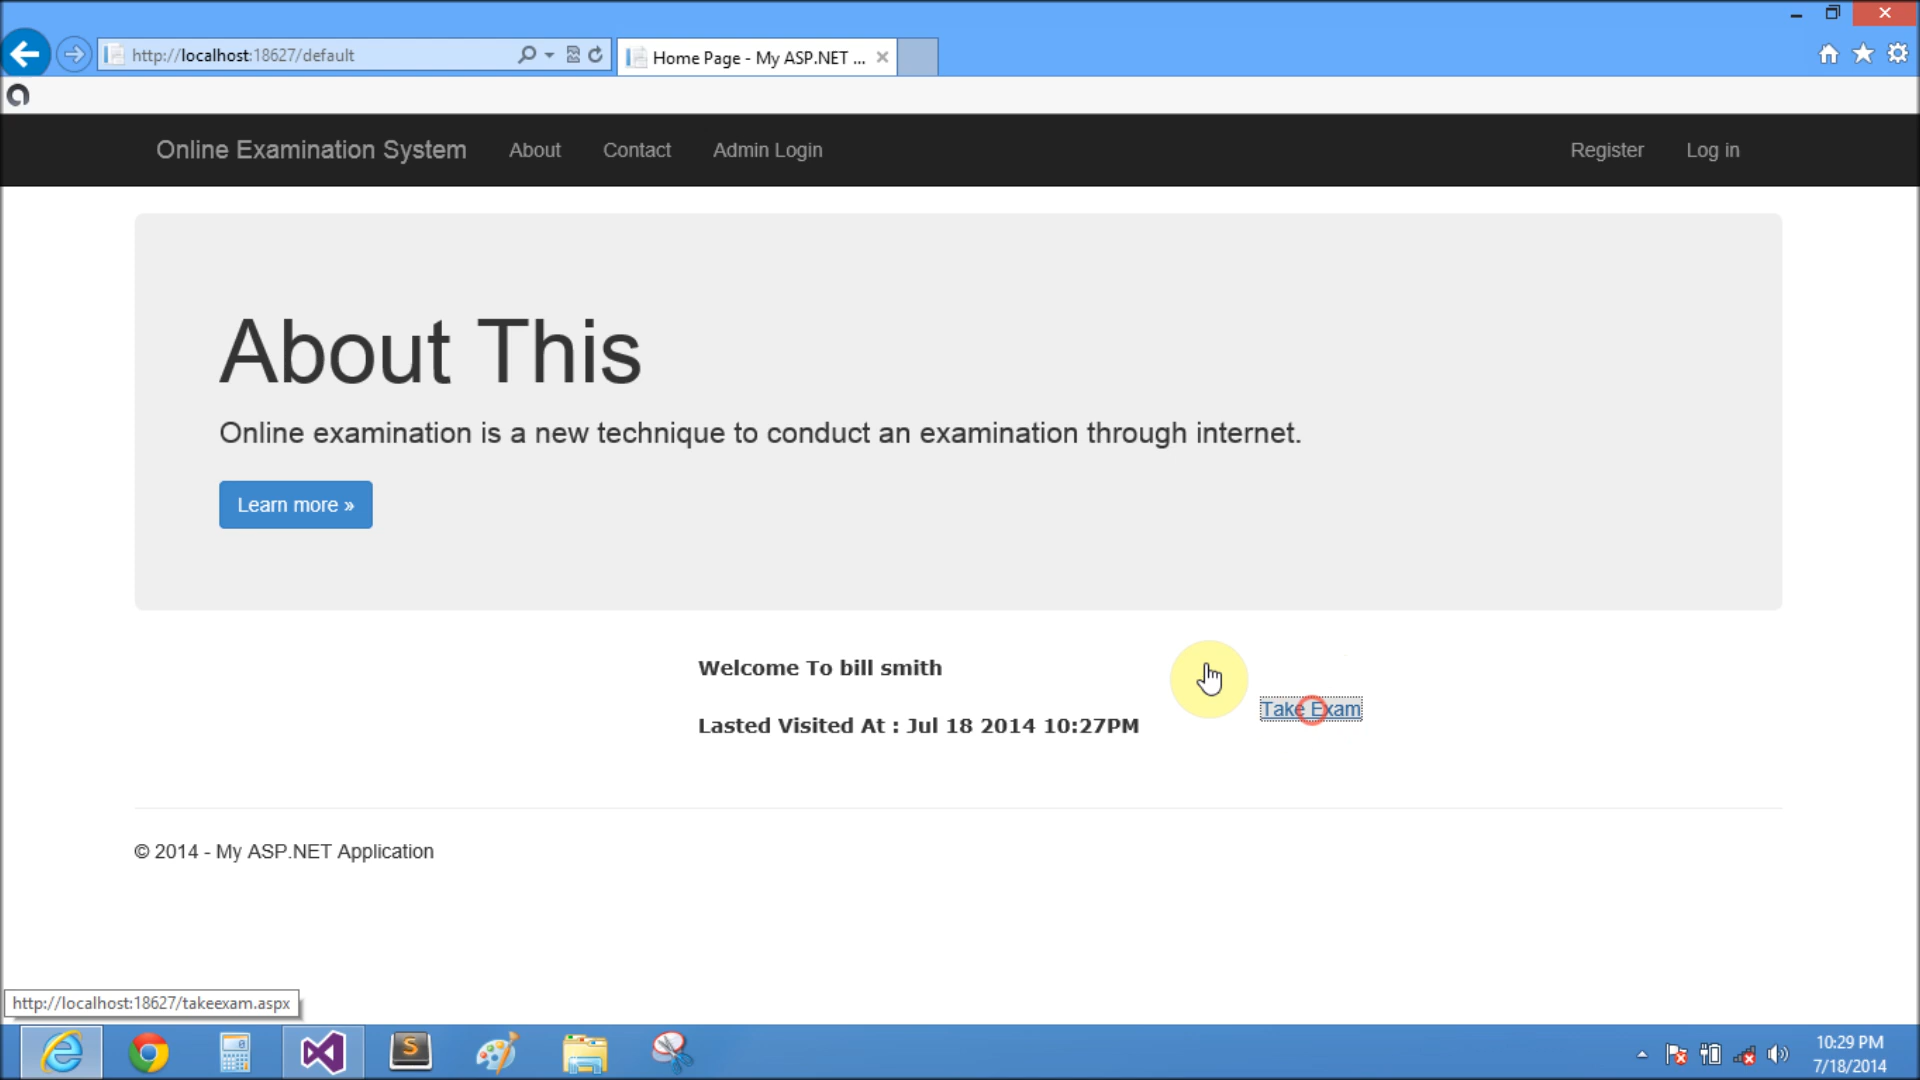 http://localhost:18627/default
Home Page - My ASP.NET ...
Online Examination System
About
Contact
Admin Login
Register
Log in
About This
Online examination is a new technique to conduct an examination through internet.
Learn more »
Welcome To bill smith
Take Exam
Lasted Visited At : Jul 18 2014 10:27PM
© 2014 - My ASP.NET Application
http://localhost:18627/takeexam.aspx
S
10:29 PM
7/18/2014